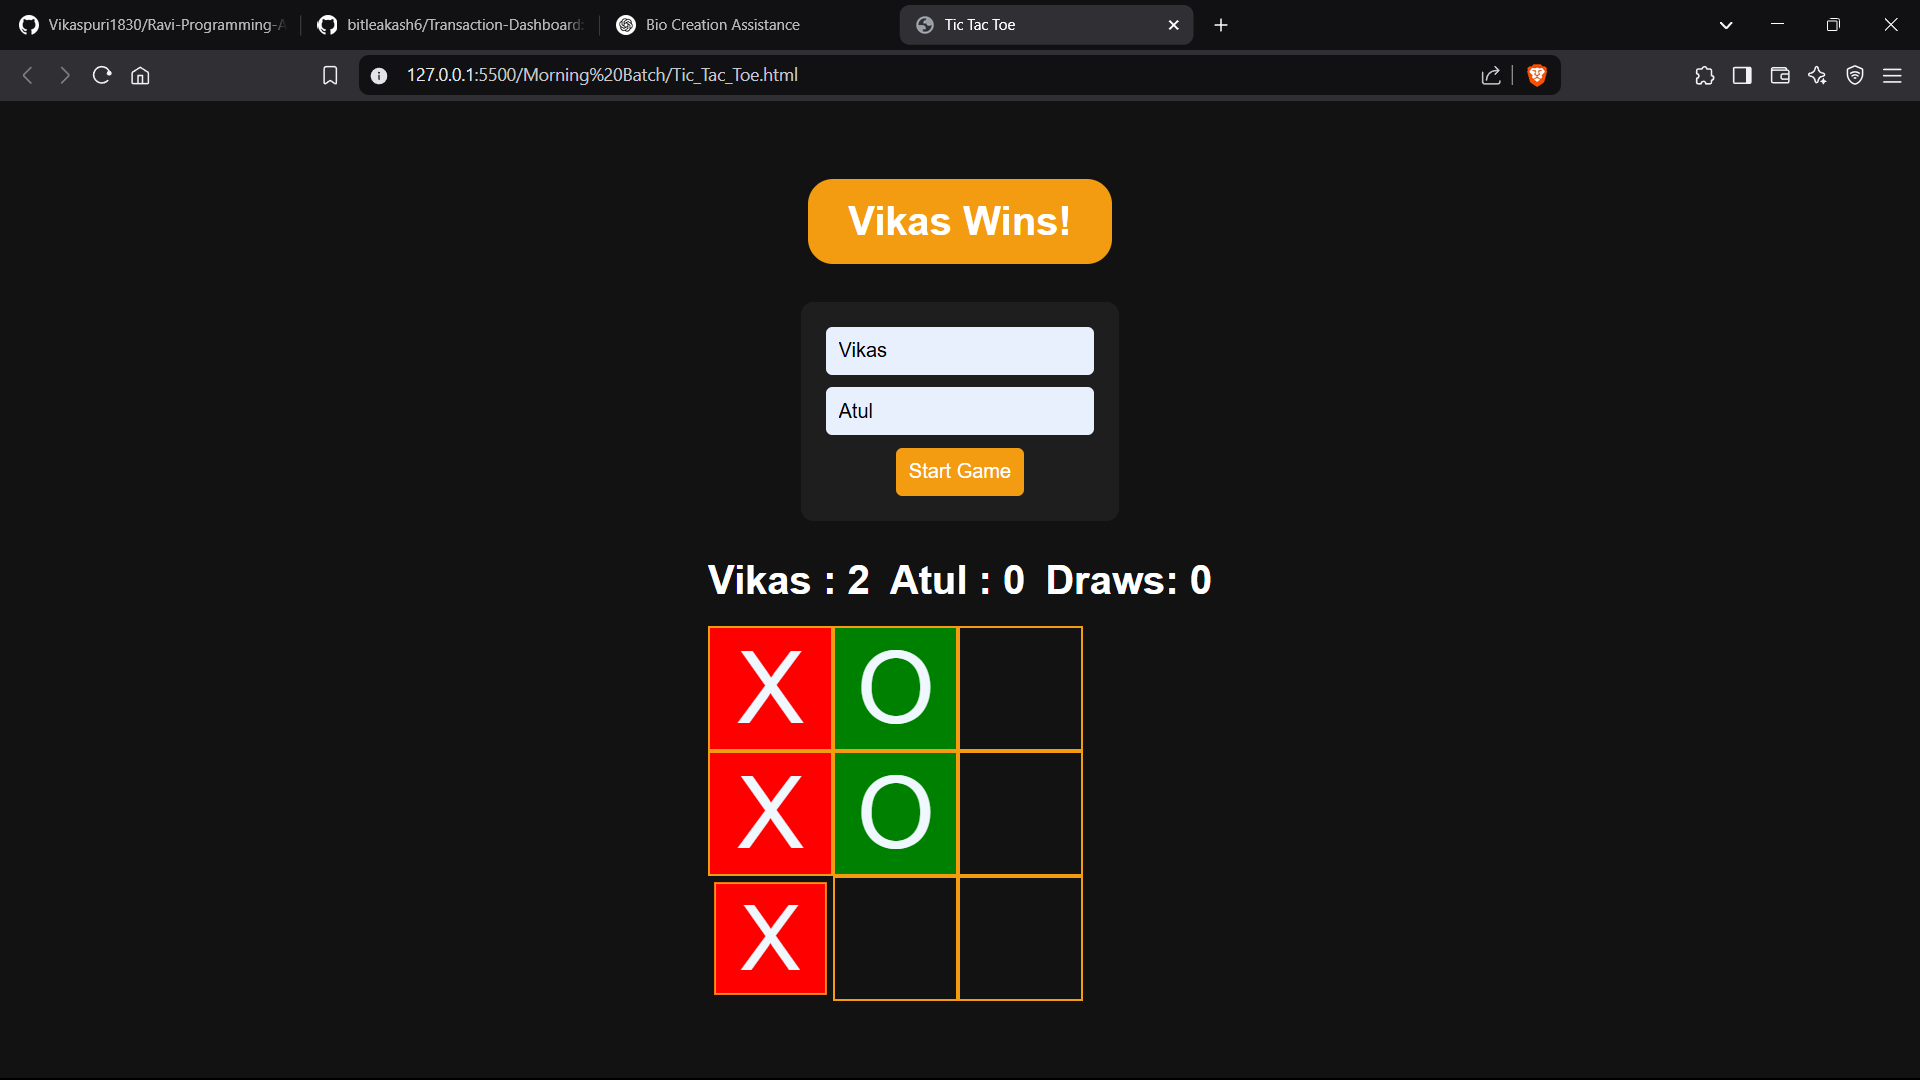 Vikaspuri1830/Ravi-Programming-A
bitleakash6/Transaction-Dashboard
Bio Creation Assistance
Tic Tac Toe
127.0.0.1:5500/Morning%20Batch/Tic_Tac_Toe.html
Vikas Wins!
Vikas
Atul
Start Game
Vikas : 2 Atul : 0 Draws: 0
X O
X O
X